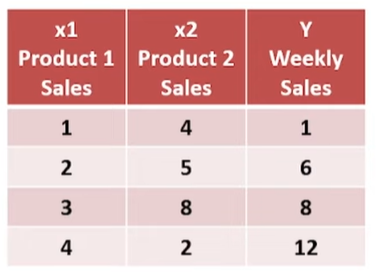 x1 x2 Y
Product 1 Product 2 Weekly
Sales Sales Sales
1 4 1
2 5 6
3 8 8
4 2 12